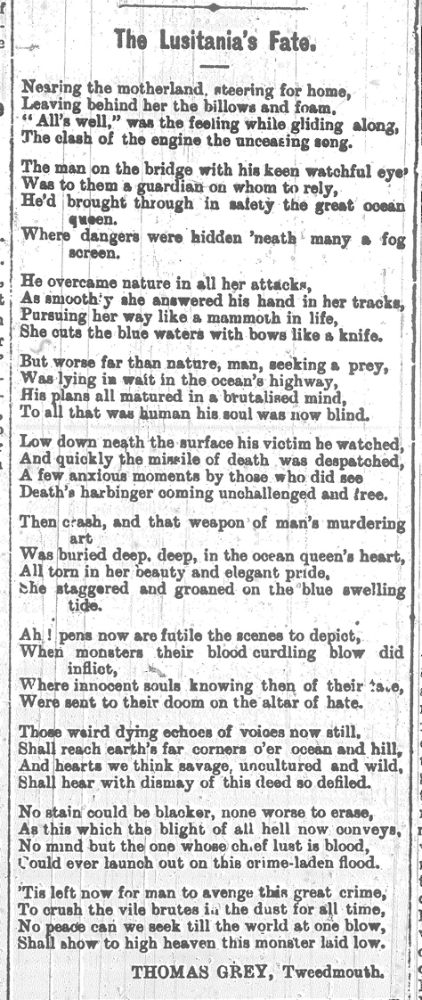 The Lusitania's Fate.
Nearing the motherland, steering for home,
Leaving behind her the billows and foam,
"All's well," was the feeling while gliding along,
The clash of the engine the unceasing song.
The man on the bridge with his keen watchful eye'
Was to them a guardian on whom to rely,
He'd brought through in safety the great ocean
queen.
Where dangers were hidden 'neath many a fog
screen.
He overcame nature in all her attacks,
As smoothly she answered his hand in her tracks,
Pursuing her way like a mammoth in life,
She cuts the blue waters with bows like a knife.
But worse far than nature, man, seeking a prey,
Was lying in wait in the ocean's highway,
His plans all matured in a brutalised mind,
To all that was human his soul was now blind.
Low down neath the surface his victim he watched,
And quickly the missile of death was despatched,
A few anxious moments by those who did see
Death's harbinger coming unchallenged and free.
Then crash, and that weapon of man's murdering
art
Was buried deep, deep, in the ocean queen's heart,
All torn in her beauty and elegant pride,
She staggered and groaned on the blue swelling
tide.
Ah ! pens now are futile the scenes to depict,
When monsters their blood curdling blow did
inflict,
Where innocent souls knowing then of their fate,
Were sent to their doom on the altar of hate.
Those weird dying echoes of voices now still,
Shall reach earth's far corners o'er ocean and hill,
And hearts we think savage, uncultured and wild,
Shall hear with dismay of this deed so defiled.
No stain could be blacker, none worse to erase,
As this which the blight of all hell now conveys,
No mind but the one whose chief lust is blood,
Could ever launch out on this crime-laden flood.
'Tis left now for man to avenge this great crime,
To crush the vile brutes in the dust for all time,
No peace can we seek till the world at one blow,
Shall show to high heaven this monster laid low.
THOMAS GREY, Tweedmouth.